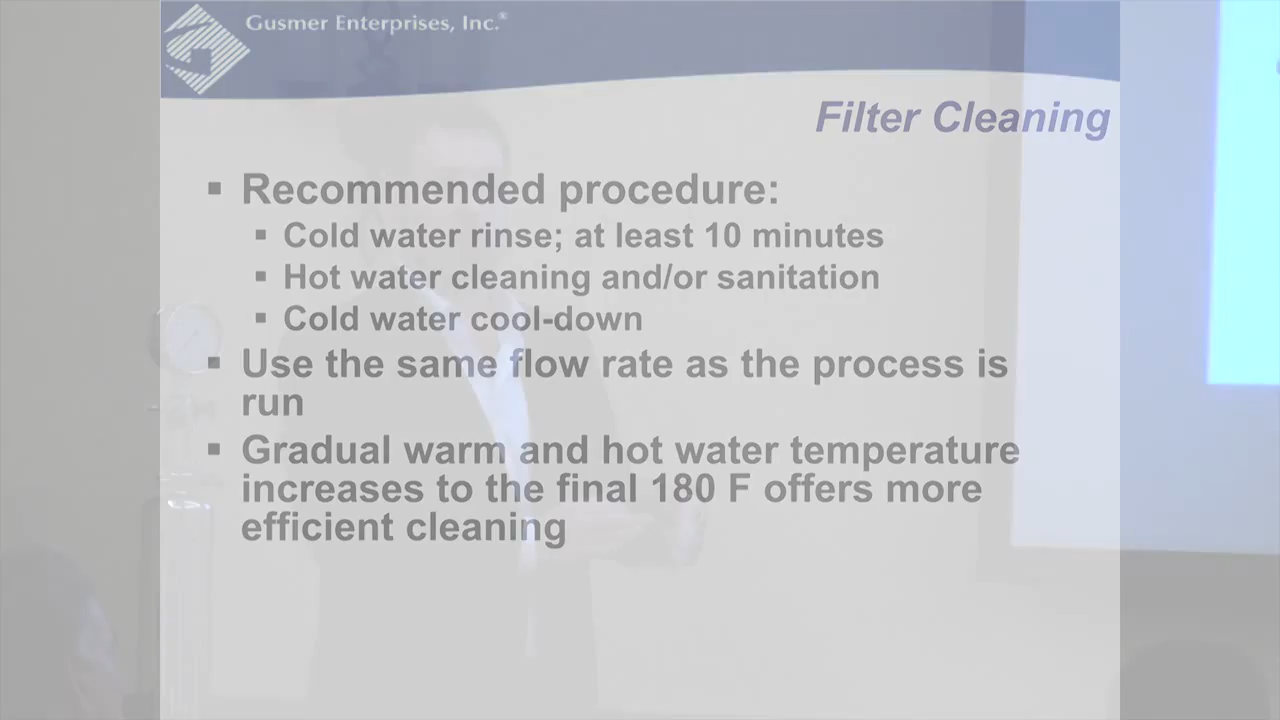 Gusmer Enterprises, Inc.®
Filter Cleaning
▪ Recommended procedure:
▪ Cold water rinse; at least 10 minutes
▪ Hot water cleaning and/or sanitation
▪ Cold water cool-down
▪ Use the same flow rate as the process is
run
▪ Gradual warm and hot water temperature
increases to the final 180 F offers more
efficient cleaning